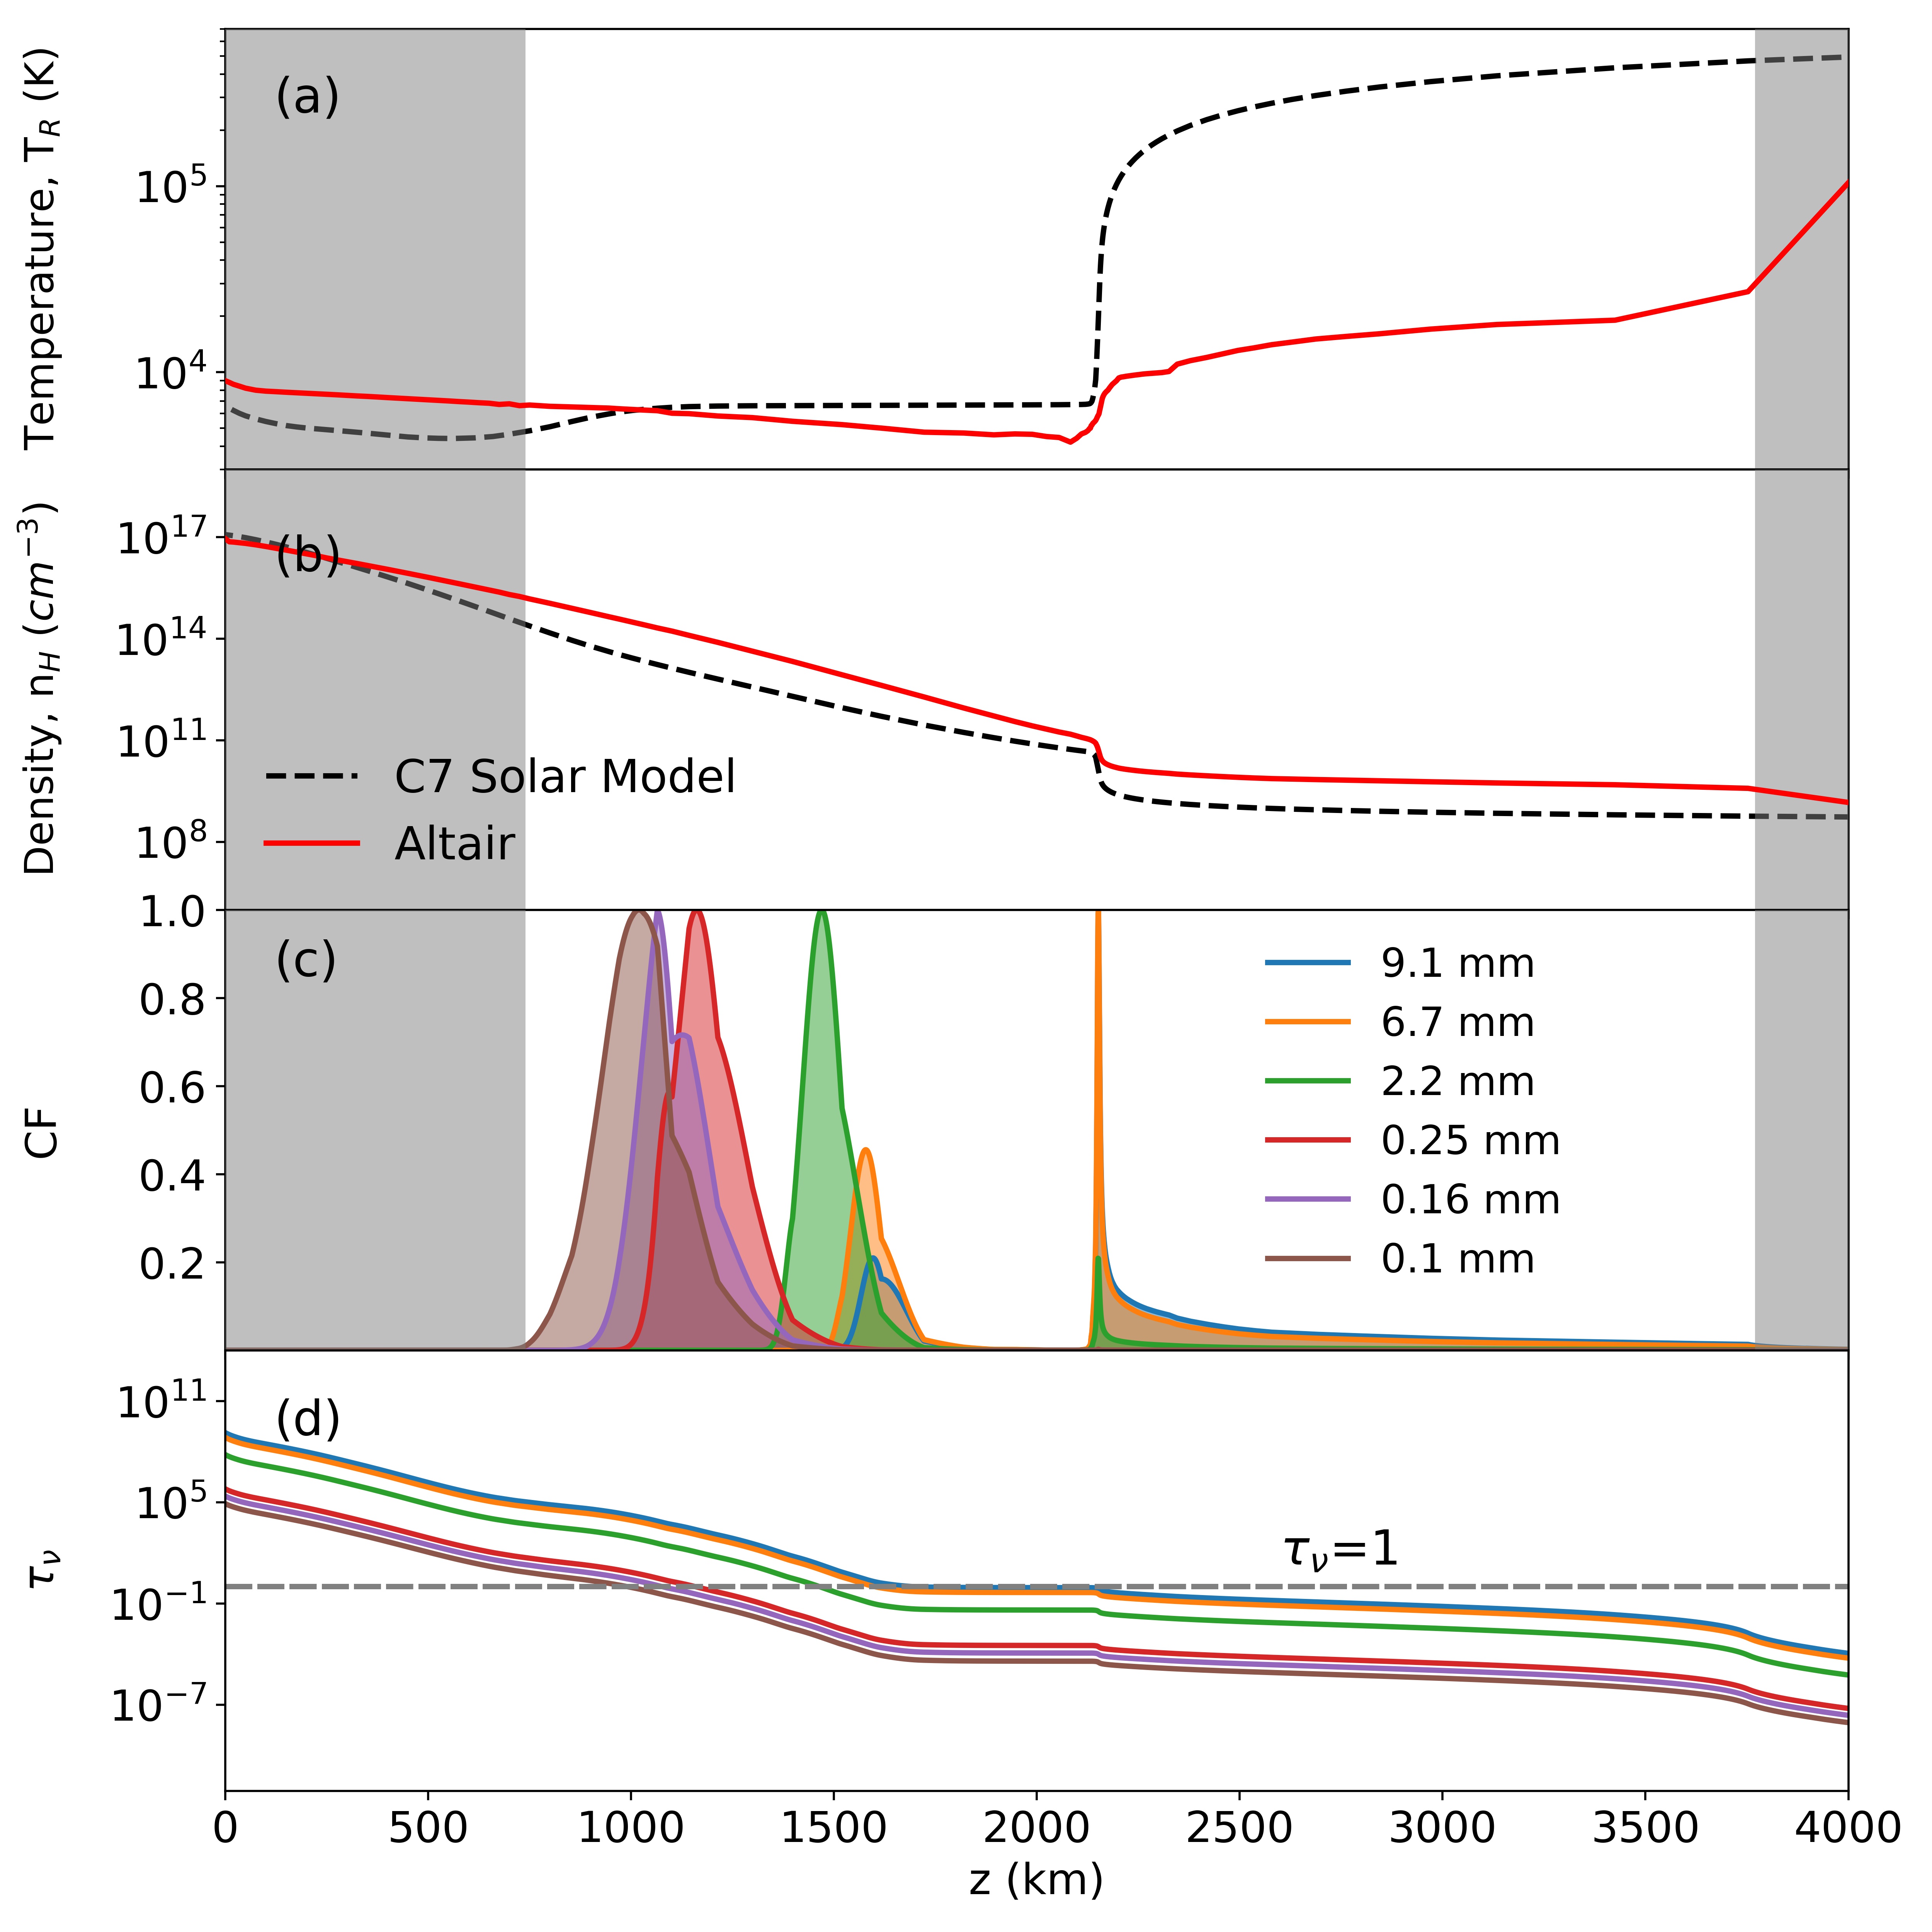 Temperature, T_R (K)
(a)
10^5
10^4
Density, n_H (cm^−3)
(b)
10^17
10^14
10^11
10^8
C7 Solar Model
Altair
CF
(c)
1.0
0.8
0.6
0.4
0.2
9.1 mm
6.7 mm
2.2 mm
0.25 mm
0.16 mm
0.1 mm
τ_ν
(d)
10^11
10^5
10^−1
10^−7
τ_ν=1
0 500 1000 1500 2000 2500 3000 3500 4000
z (km)